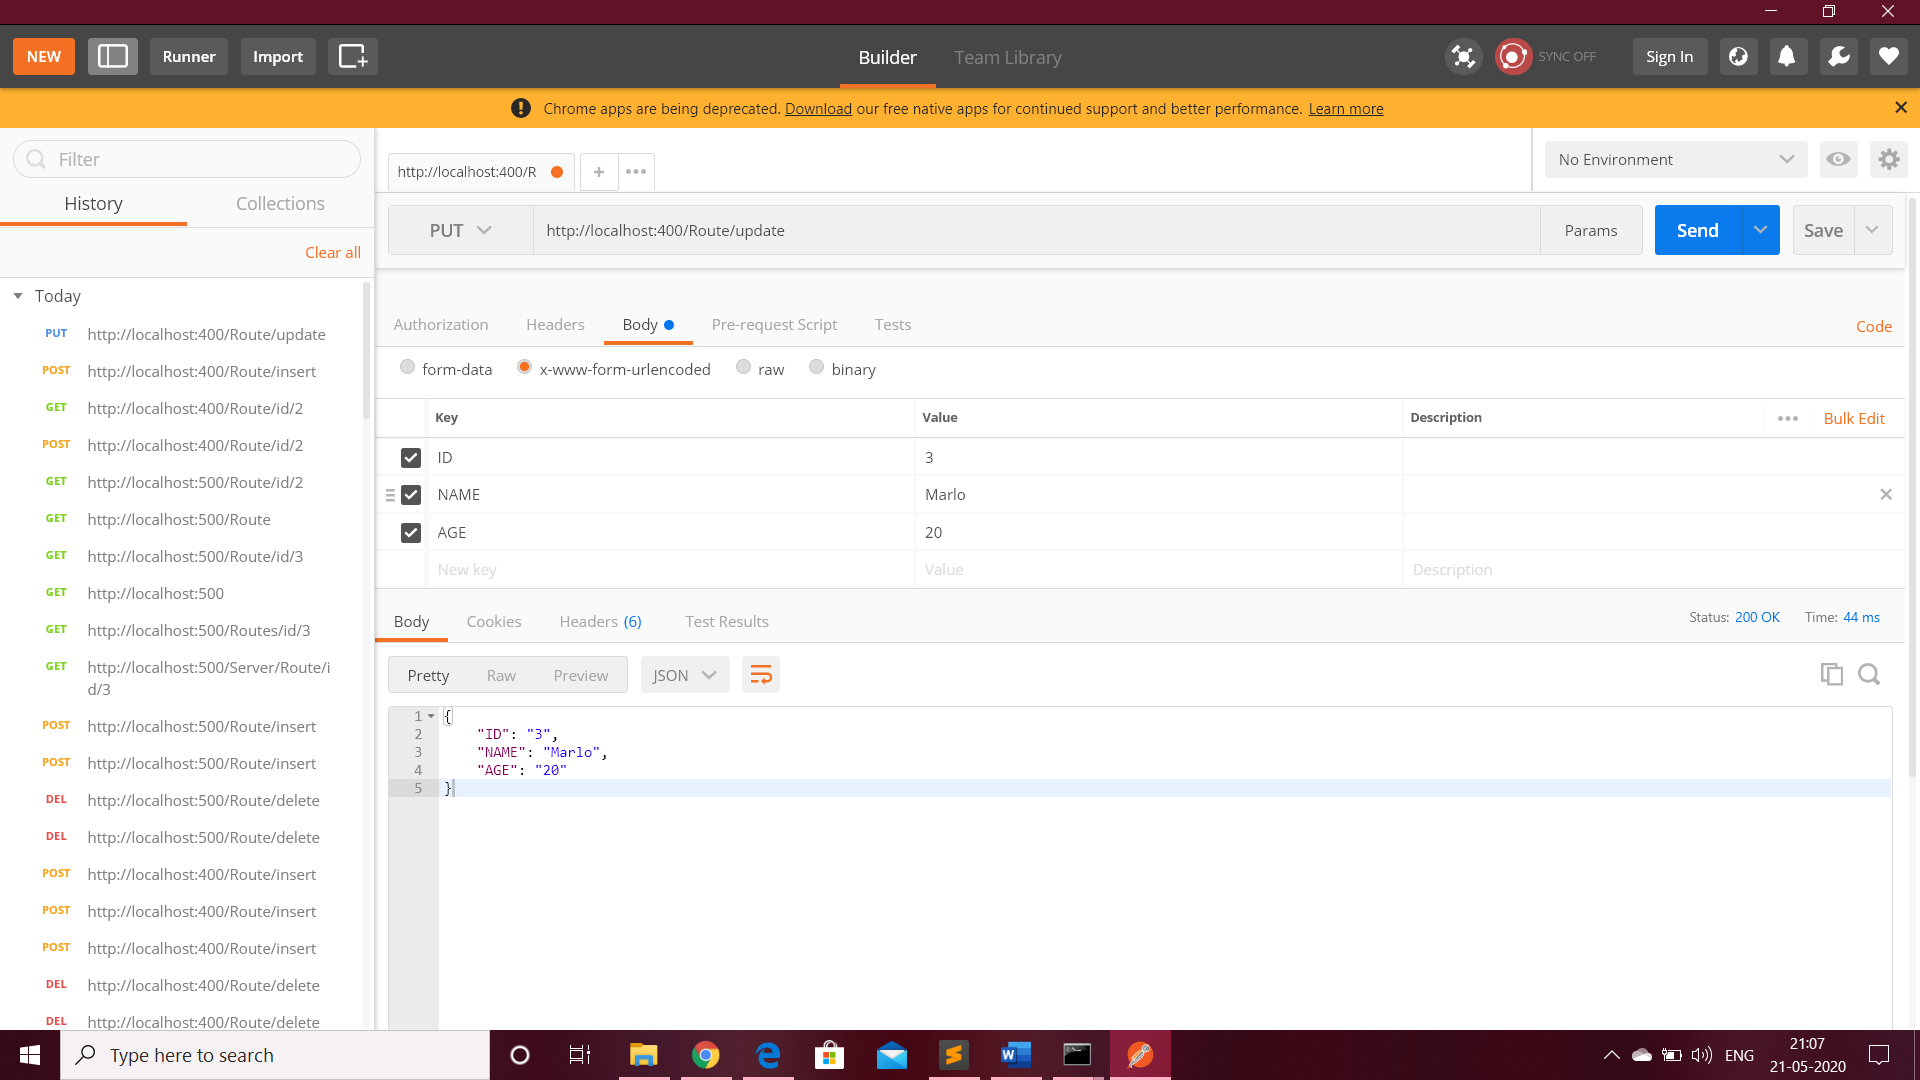 NEW
Runner
Import
Builder
Team Library
SYNC OFF
Sign In
Chrome apps are being deprecated. Download our free native apps for continued support and better performance. Learn more
Filter
History
Collections
Clear all
Today
PUT http://localhost:400/Route/update
POST http://localhost:400/Route/insert
GET http://localhost:400/Route/id/2
POST http://localhost:400/Route/id/2
GET http://localhost:500/Route/id/2
GET http://localhost:500/Route
GET http://localhost:500/Route/id/3
GET http://localhost:500
GET http://localhost:500/Routes/id/3
GET http://localhost:500/Server/Route/i
d/3
POST http://localhost:500/Route/insert
POST http://localhost:500/Route/insert
DEL http://localhost:500/Route/delete
DEL http://localhost:500/Route/delete
POST http://localhost:400/Route/insert
POST http://localhost:400/Route/insert
POST http://localhost:400/Route/insert
DEL http://localhost:400/Route/delete
DEL http://localhost:400/Route/delete
http://localhost:400/R
No Environment
PUT
http://localhost:400/Route/update
Params
Send
Save
Authorization
Headers
Body
Pre-request Script
Tests
Code
form-data
x-www-form-urlencoded
raw
binary
Key Value Description
Bulk Edit
ID 3
NAME Marlo
AGE 20
New key Value Description
Body
Cookies
Headers (6)
Test Results
Status: 200 OK
Time: 44 ms
Pretty
Raw
Preview
JSON
1 {
2 "ID": "3",
3 "NAME": "Marlo",
4 "AGE": "20"
5 }
Type here to search
ENG
21:07
21-05-2020